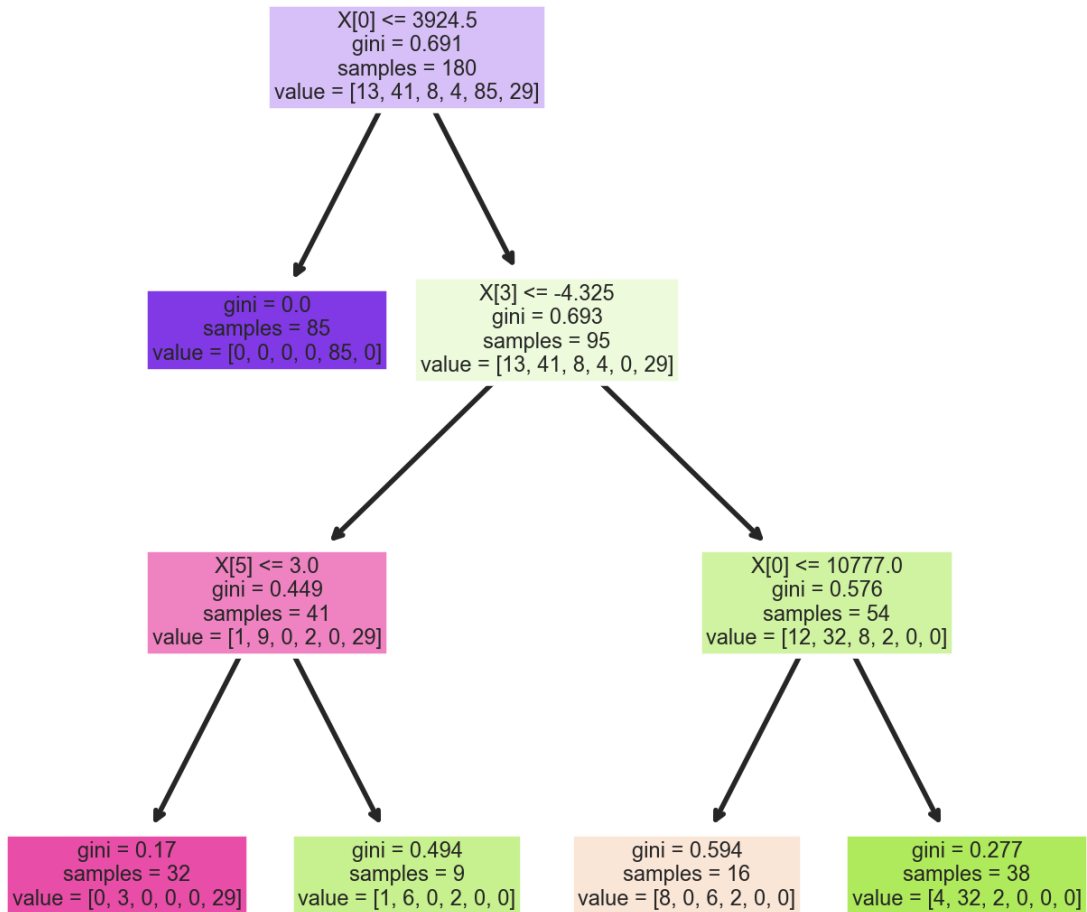 X[0] <= 3924.5
gini = 0.691
samples = 180
value = [13, 41, 8, 4, 85, 29]
gini = 0.0
samples = 85
value = [0, 0, 0, 0, 85, 0]
X[3] <= -4.325
gini = 0.693
samples = 95
value = [13, 41, 8, 4, 0, 29]
X[5] <= 3.0
gini = 0.449
samples = 41
value = [1, 9, 0, 2, 0, 29]
X[0] <= 10777.0
gini = 0.576
samples = 54
value = [12, 32, 8, 2, 0, 0]
gini = 0.17
samples = 32
value = [0, 3, 0, 0, 0, 29]
gini = 0.494
samples = 9
value = [1, 6, 0, 2, 0, 0]
gini = 0.594
samples = 16
value = [8, 0, 6, 2, 0, 0]
gini = 0.277
samples = 38
value = [4, 32, 2, 0, 0, 0]